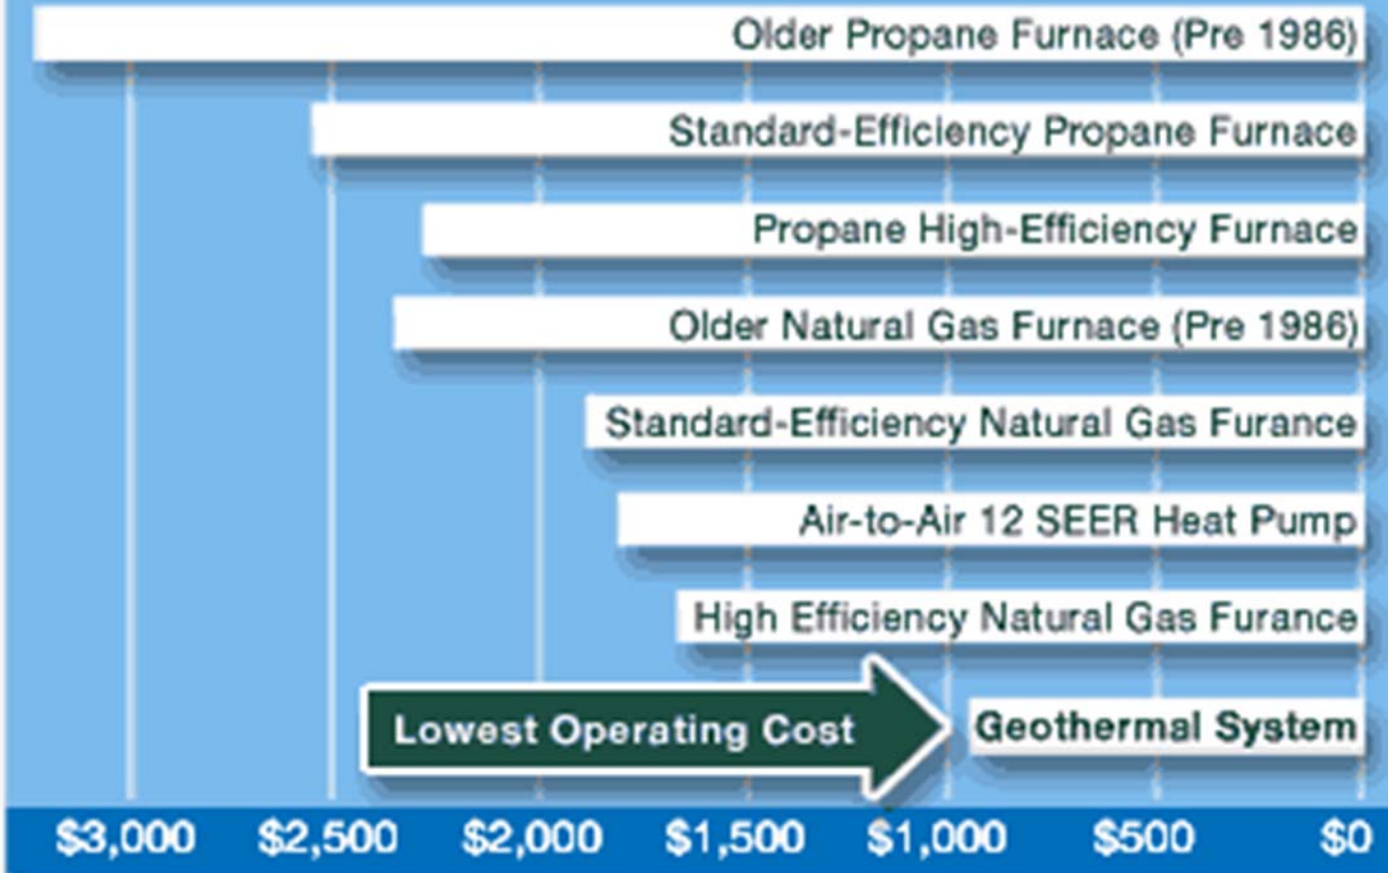 Older Propane Furnace (Pre 1986)
Standard-Efficiency Propane Furnace
Propane High-Efficiency Furnace
Older Natural Gas Furnace (Pre 1986)
Standard-Efficiency Natural Gas Furance
Air-to-Air 12 SEER Heat Pump
High Efficiency Natural Gas Furance
Lowest Operating Cost Geothermal System
$3,000 $2,500 $2,000 $1,500 $1,000 $500 $0